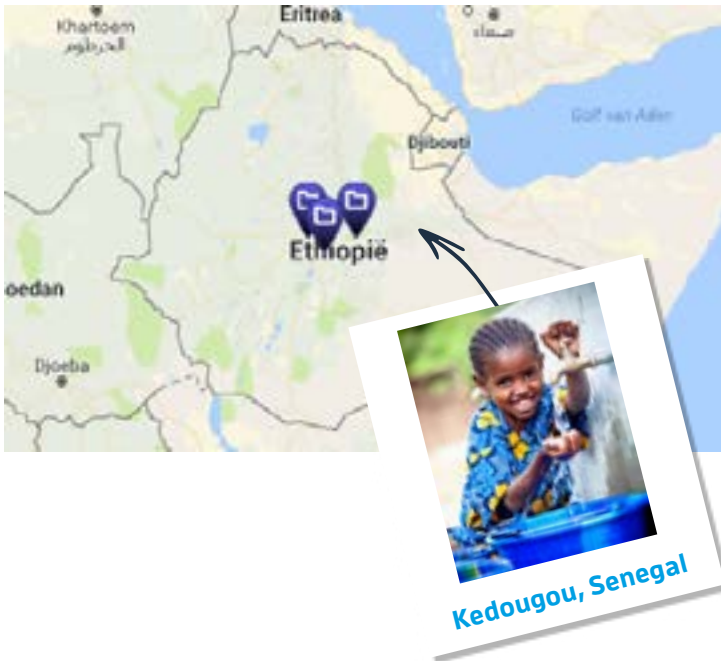 Eritrea
Khartoem
الخرطوم
صنعاء
Golf van Aden
Djibouti
Ethiopië
oedan
Djoeba
Kedougou, Senegal